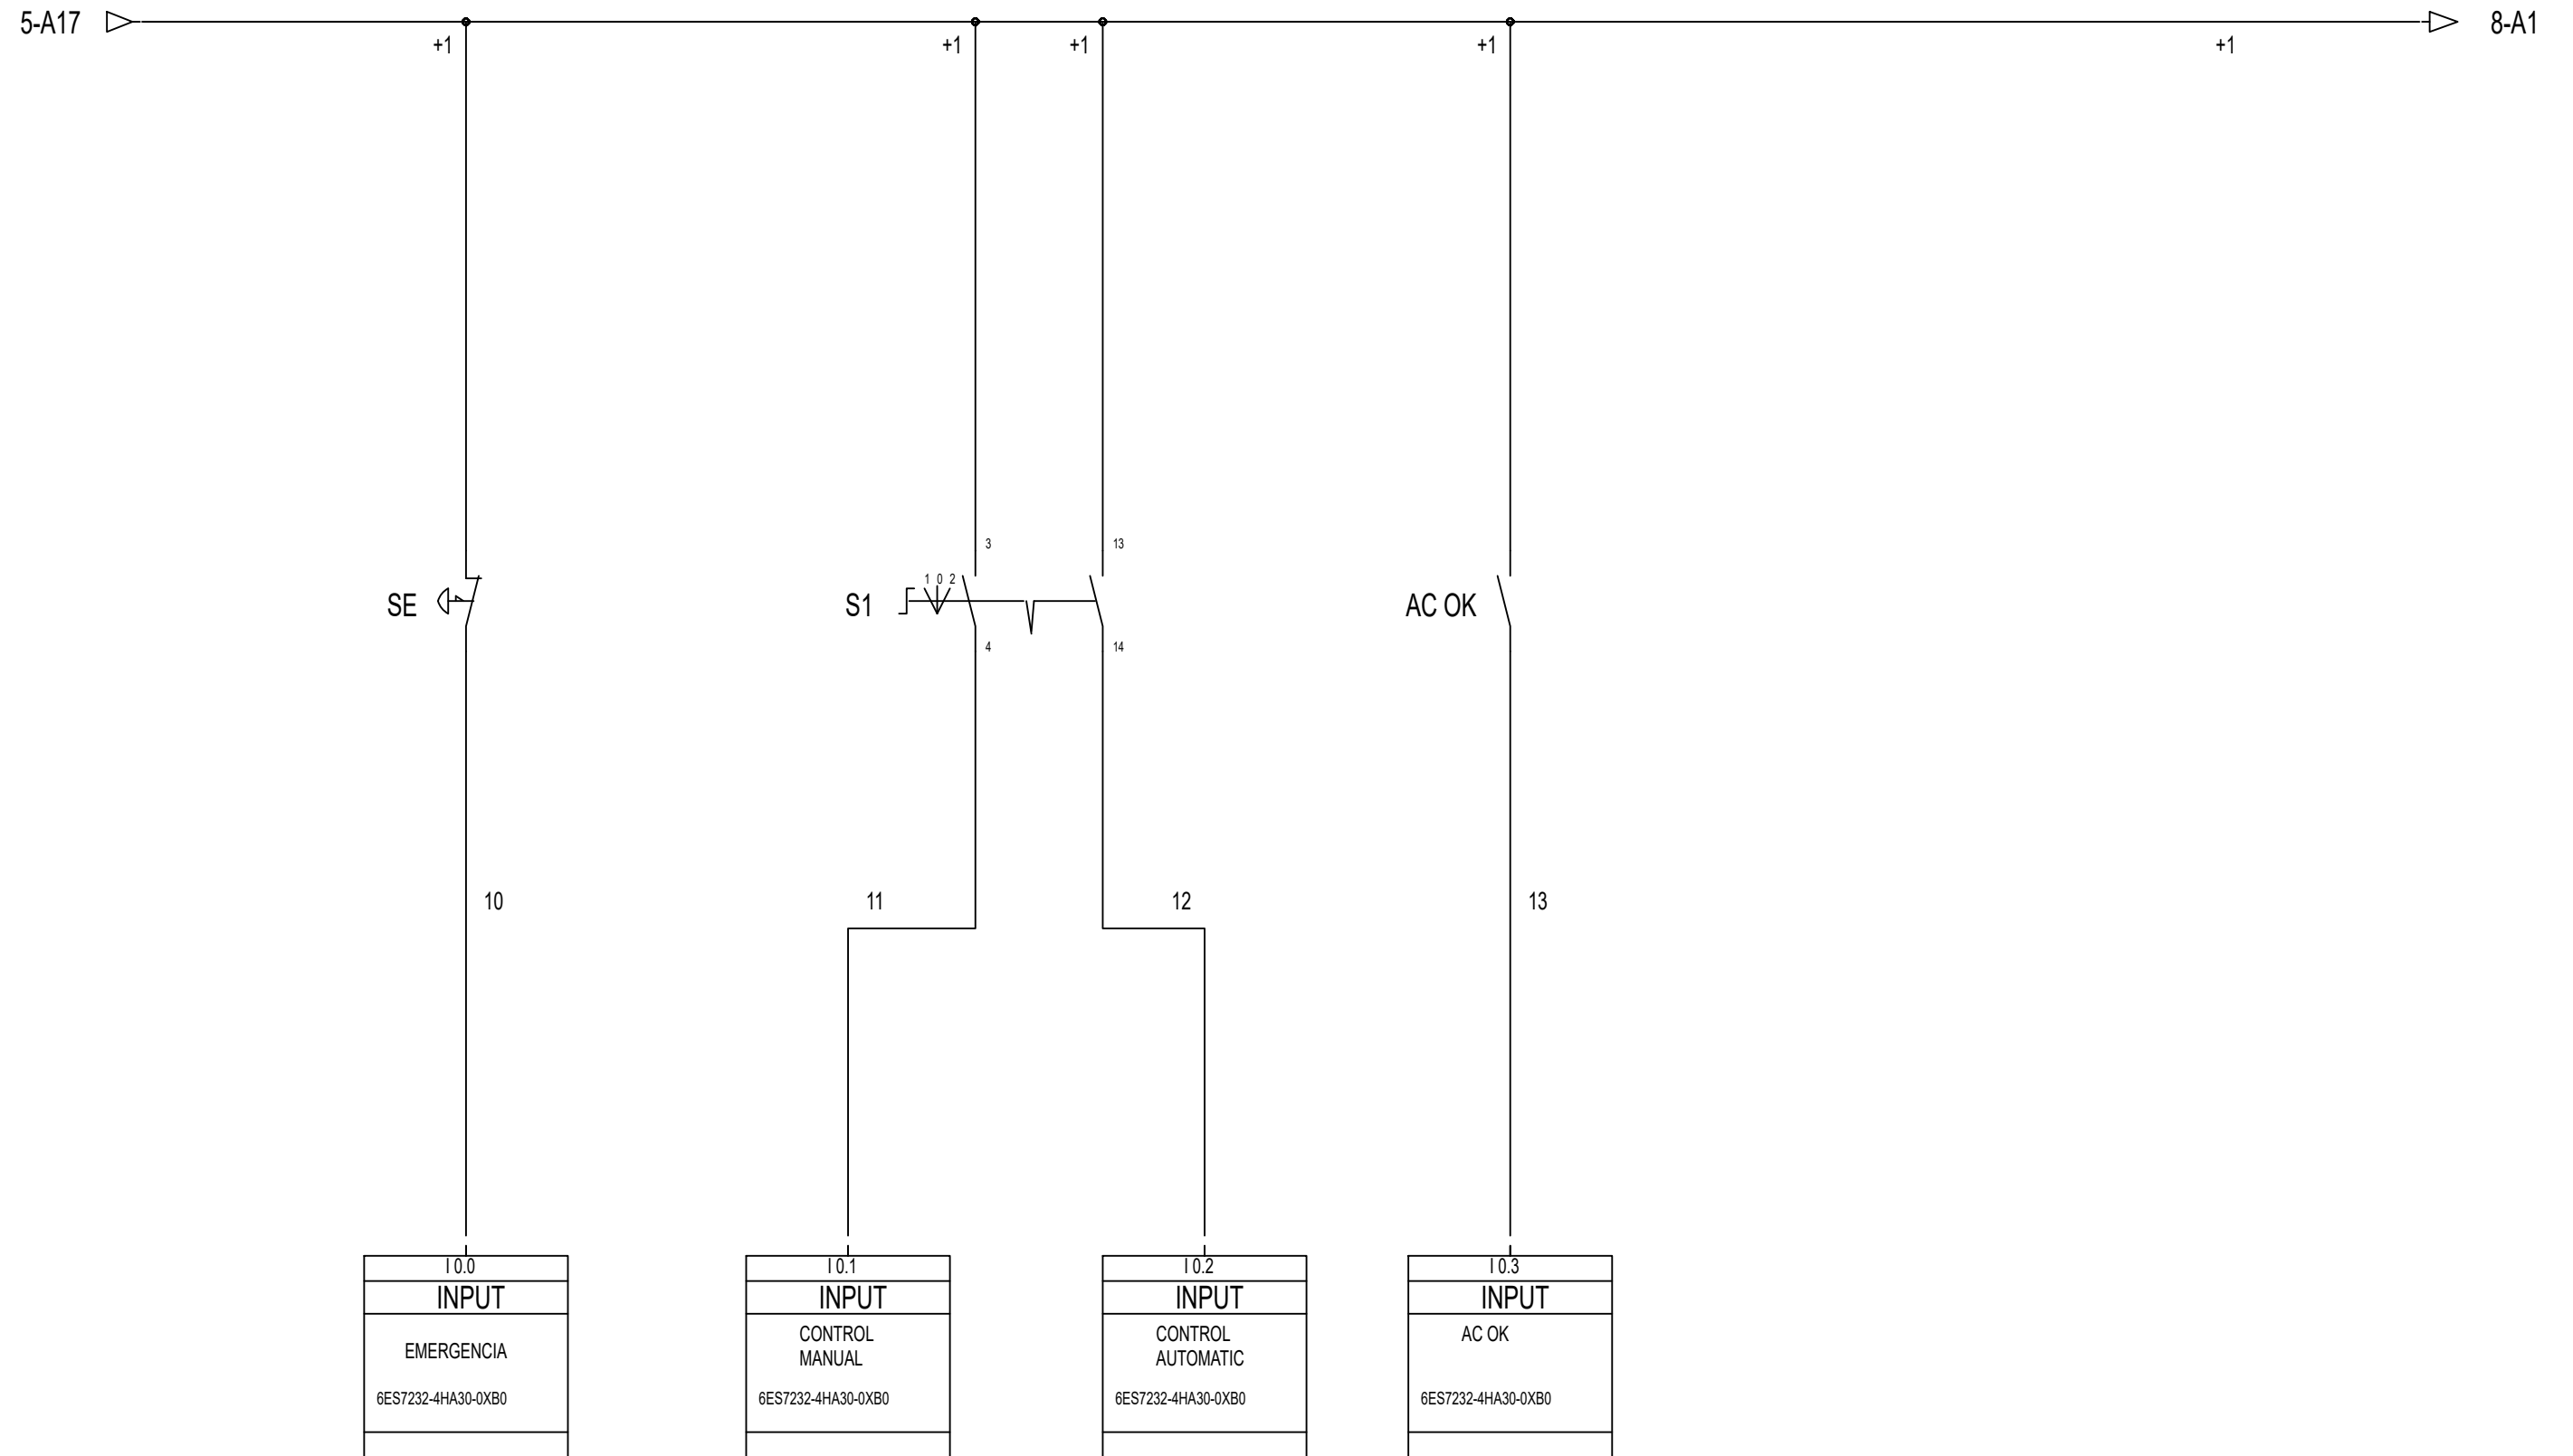 5-A17
8-A1
+1
+1
+1
+1
+1
3
13
1 0 2
SE
S1
AC OK
4
14
10
11
12
13
I 0.0
I 0.1
I 0.2
I 0.3
INPUT
INPUT
INPUT
INPUT
EMERGENCIA
CONTROL
MANUAL
CONTROL
AUTOMATIC
AC OK
6ES7232-4HA30-0XB0
6ES7232-4HA30-0XB0
6ES7232-4HA30-0XB0
6ES7232-4HA30-0XB0